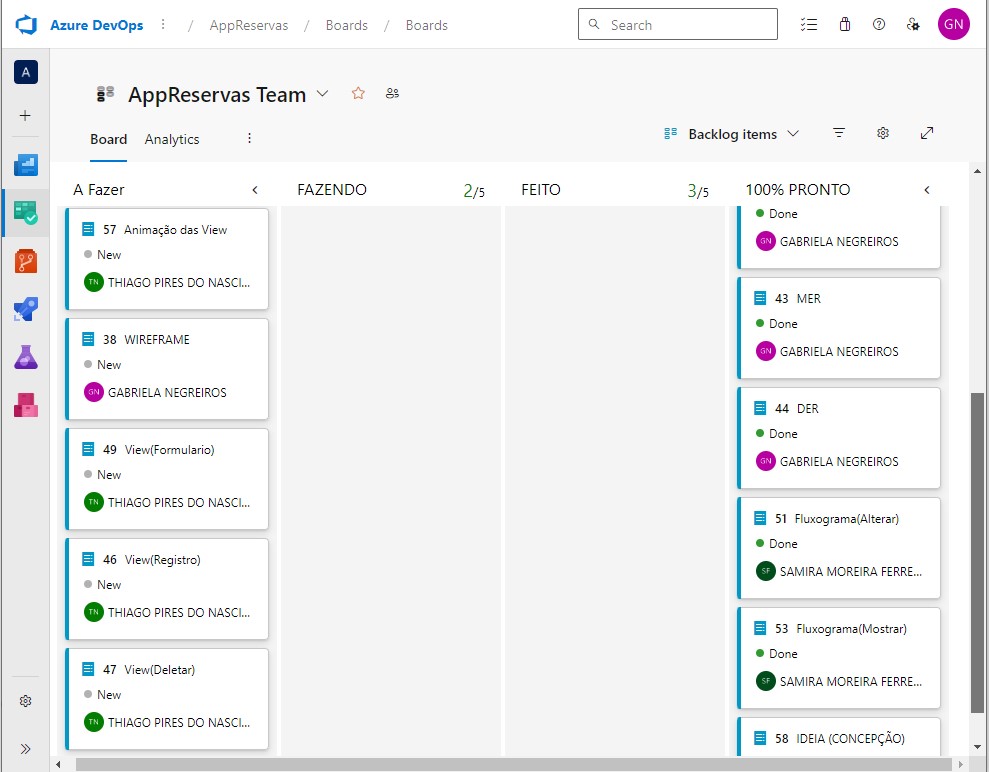 Azure DevOps / AppReservas / Boards / Boards
Search
GN
A
AppReservas Team
Board Analytics
Backlog items
A Fazer
57 Animação das View
New
TN THIAGO PIRES DO NASCI...
38 WIREFRAME
New
GN GABRIELA NEGREIROS
49 View(Formulario)
New
TN THIAGO PIRES DO NASCI...
46 View(Registro)
New
TN THIAGO PIRES DO NASCI...
47 View(Deletar)
New
TN THIAGO PIRES DO NASCI...
FAZENDO 2/5
FEITO 3/5
100% PRONTO
Done
GN GABRIELA NEGREIROS
43 MER
Done
GN GABRIELA NEGREIROS
44 DER
Done
GN GABRIELA NEGREIROS
51 Fluxograma(Alterar)
Done
SF SAMIRA MOREIRA FERRE...
53 Fluxograma(Mostrar)
Done
SF SAMIRA MOREIRA FERRE...
58 IDEIA (CONCEPÇÃO)